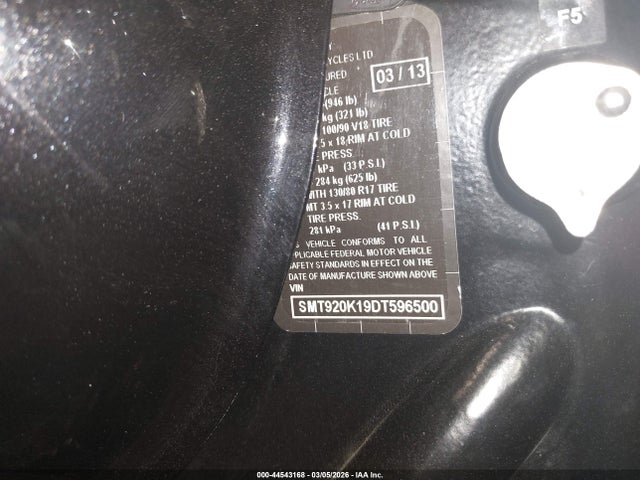 F5
Y
YCLES LTD
URED 03 / 13
CLE
(946 lb)
kg (321 lb)
100/90 V18 TIRE
5 x 18 RIM AT COLD
E PRESS.
kPa (33 P.S.I.)
284 kg (625 lb)
MTH 130/80 R17 TIRE
MT 3.5 x 17 RIM AT COLD
TIRE PRESS.
281 kPa (41 P.S.I.)
S VEHICLE CONFORMS TO ALL
PLICABLE FEDERAL MOTOR VEHICLE
SAFETY STANDARDS IN EFFECT ON THE
DATE OF MANUFACTURE SHOWN ABOVE
VIN
SMT920K19DT596500
000-44543168 - 03/05/2026 - IAA Inc.